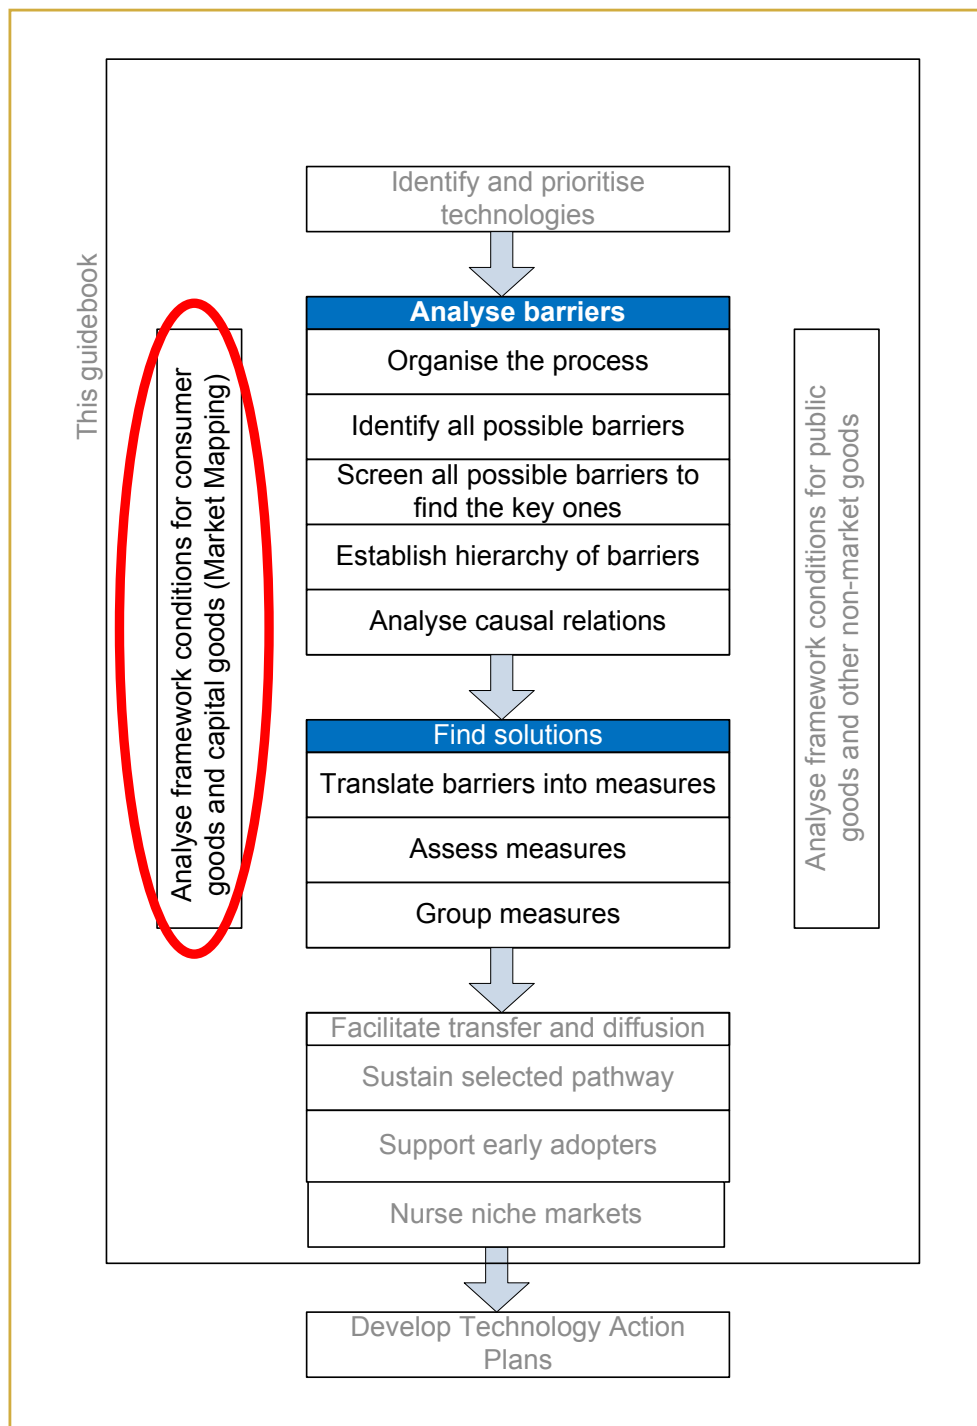 Identify and prioritise
technologies
This guidebook
Analyse barriers
Organise the process
Identify all possible barriers
Screen all possible barriers to
find the key ones
Establish hierarchy of barriers
Analyse causal relations
Analyse framework conditions for consumer
goods and capital goods (Market Mapping)
Analyse framework conditions for public
goods and other non-market goods
Find solutions
Translate barriers into measures
Assess measures
Group measures
Facilitate transfer and diffusion
Sustain selected pathway
Support early adopters
Nurse niche markets
Develop Technology Action
Plans